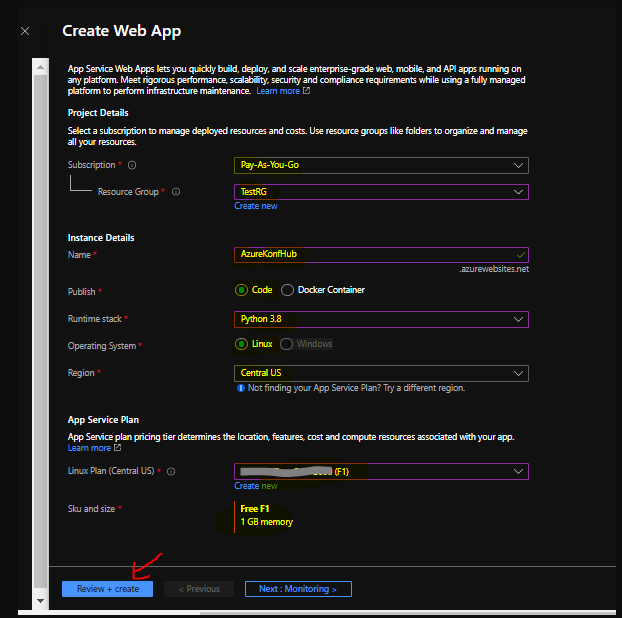 Create Web App
App Service Web Apps lets you quickly build, deploy, and scale enterprise-grade web, mobile, and API apps running on
any platform. Meet rigorous performance, scalability, security and compliance requirements while using a fully managed
platform to perform infrastructure maintenance. Learn more
Project Details
Select a subscription to manage deployed resources and costs. Use resource groups like folders to organize and manage
all your resources.
Subscription * Pay-As-You-Go
Resource Group * TestRG
Create new
Instance Details
Name * AzureKonfHub
.azurewebsites.net
Publish * Code Docker Container
Runtime stack * Python 3.8
Operating System * Linux Windows
Region * Central US
Not finding your App Service Plan? Try a different region.
App Service Plan
App Service plan pricing tier determines the location, features, cost and compute resources associated with your app.
Learn more
Linux Plan (Central US) * (F1)
Create new
Sku and size * Free F1
1 GB memory
Review + create < Previous Next : Monitoring >